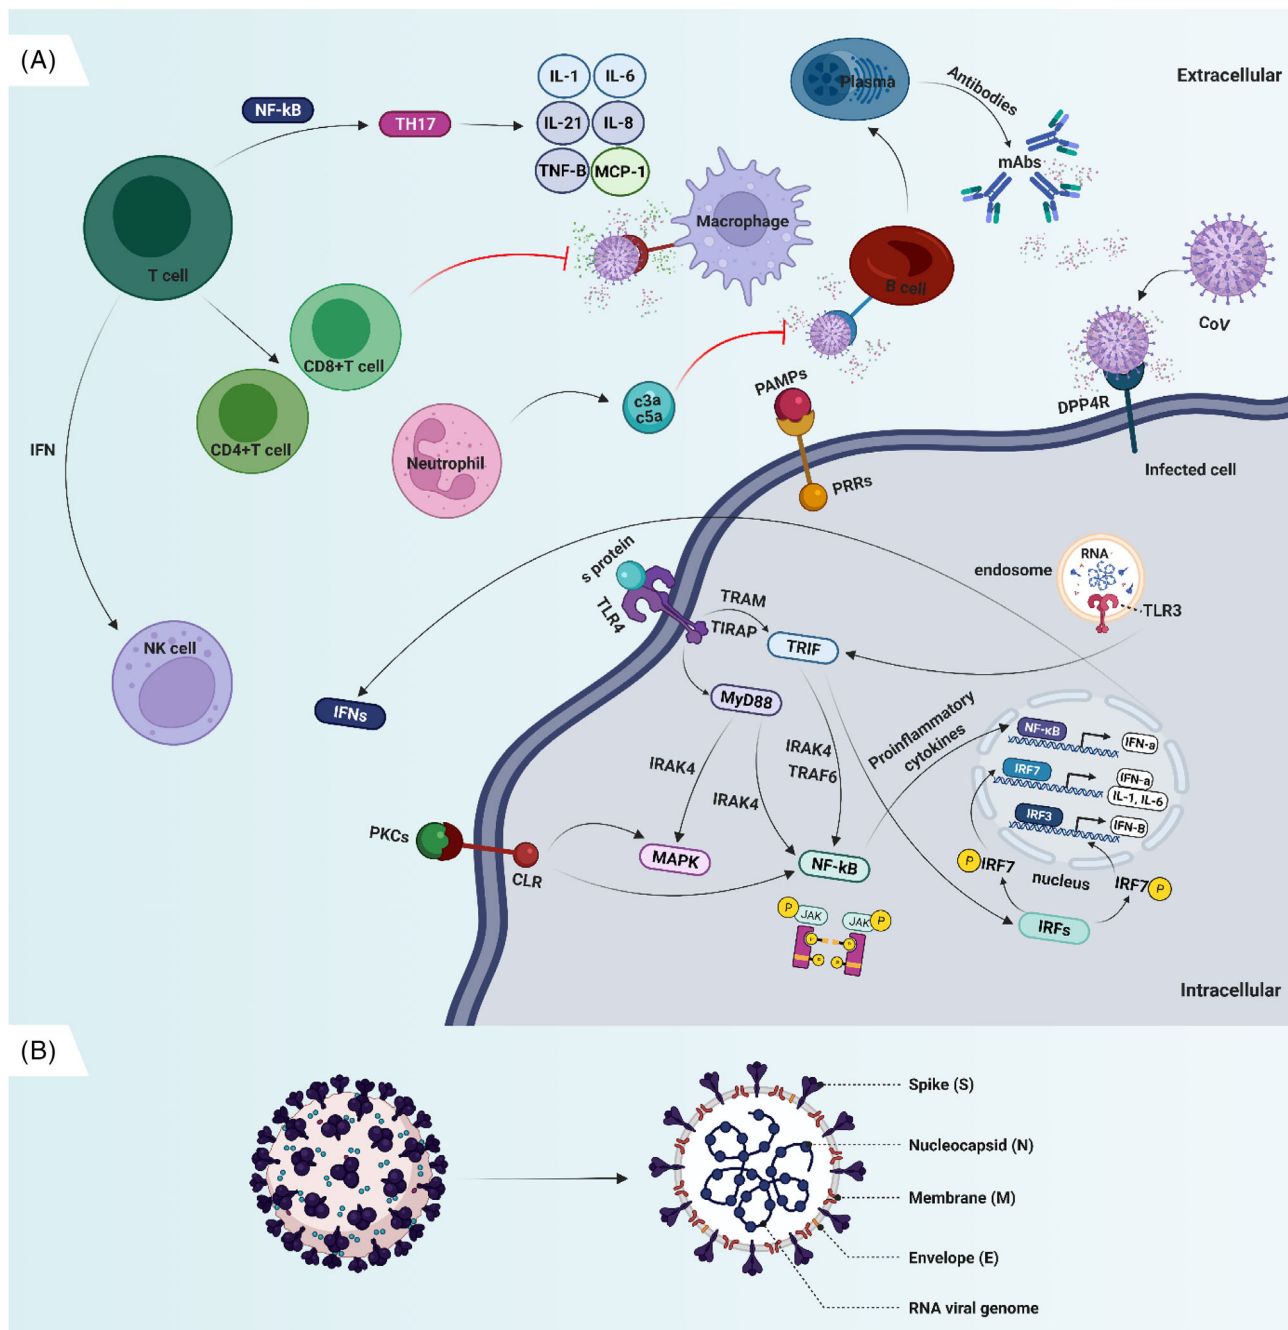 (A)
Extracellular
NF-kB
TH17
IL-1
IL-6
IL-21
IL-8
TNF-B
MCP-1
Plasma
Antibodies
mAbs
Macrophage
T cell
B cell
CoV
CD8+T cell
CD4+T cell
IFN
Neutrophil
c3a
c5a
PAMPs
PRRs
DPP4R
Infected cell
s protein
TLR4
TRAM
TIRAP
TRIF
endosome
RNA
TLR3
NK cell
IFNs
MyD88
IRAK4
IRAK4
IRAK4
TRAF6
Proinflammatory
cytokines
NF-κB
IFN-a
IRF7
IFN-a
IL-1, IL-6
IRF3
IFN-B
nucleus
P
IRF7
IRF7
P
IRFs
PKCs
CLR
MAPK
NF-kB
P
JAK
JAK
P
P
P
P
P
Intracellular
(B)
Spike (S)
Nucleocapsid (N)
Membrane (M)
Envelope (E)
RNA viral genome